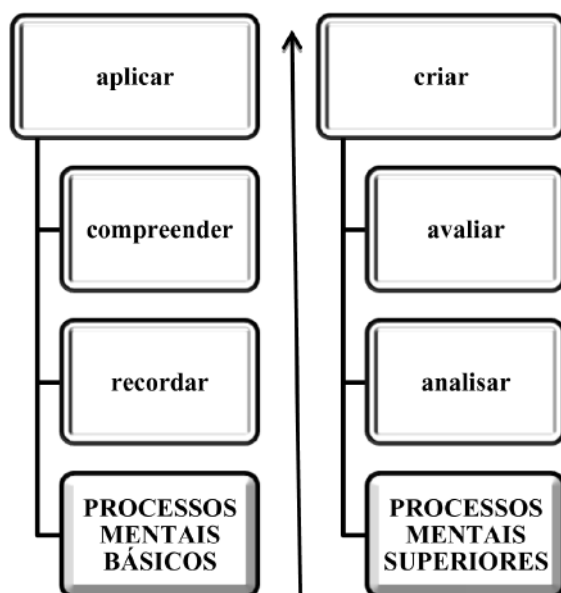 aplicar
compreender
recordar
PROCESSOS
MENTAIS
BÁSICOS
criar
avaliar
analisar
PROCESSOS
MENTAIS
SUPERIORES